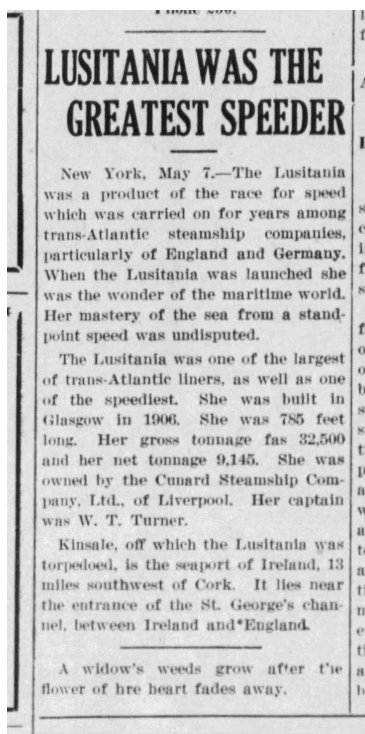 LUSITANIA WAS THE
GREATEST SPEEDER
New York, May 7.—The Lusitania
was a product of the race for speed
which was carried on for years among
trans-Atlantic steamship companies,
particularly of England and Germany.
When the Lusitania was launched she
was the wonder of the maritime world.
Her mastery of the sea from a stand-
point speed was undisputed.
The Lusitania was one of the largest
of trans-Atlantic liners, as well as one
of the speediest. She was built in
Glasgow in 1906. She was 785 feet
long. Her gross tonnage fas 32,500
and her net tonnage 9,145. She was
owned by the Cunard Steamship Com-
pany, Ltd., of Liverpool. Her captain
was W. T. Turner.
Kinsale, off which the Lusitania was
torpedoed, is the seaport of Ireland, 13
miles southwest of Cork. It lies near
the entrance of the St. George's chan-
nel, between Ireland and England.
A widow's weeds grow after the
flower of hre heart fades away.